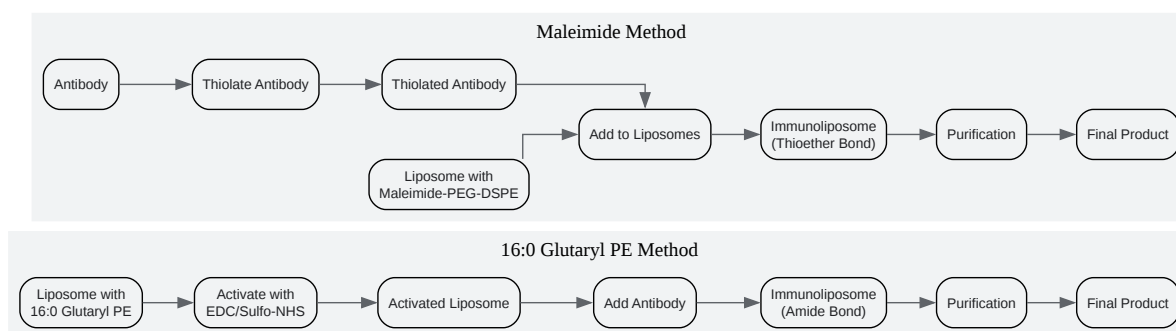 Maleimide Method
Antibody
Thiolate Antibody
Thiolated Antibody
Add to Liposomes
Immunoliposome
(Thioether Bond)
Purification
Final Product
Liposome with
Maleimide-PEG-DSPE
16:0 Glutaryl PE Method
Liposome with
16:0 Glutaryl PE
Activate with
EDC/Sulfo-NHS
Activated Liposome
Add Antibody
Immunoliposome
(Amide Bond)
Purification
Final Product